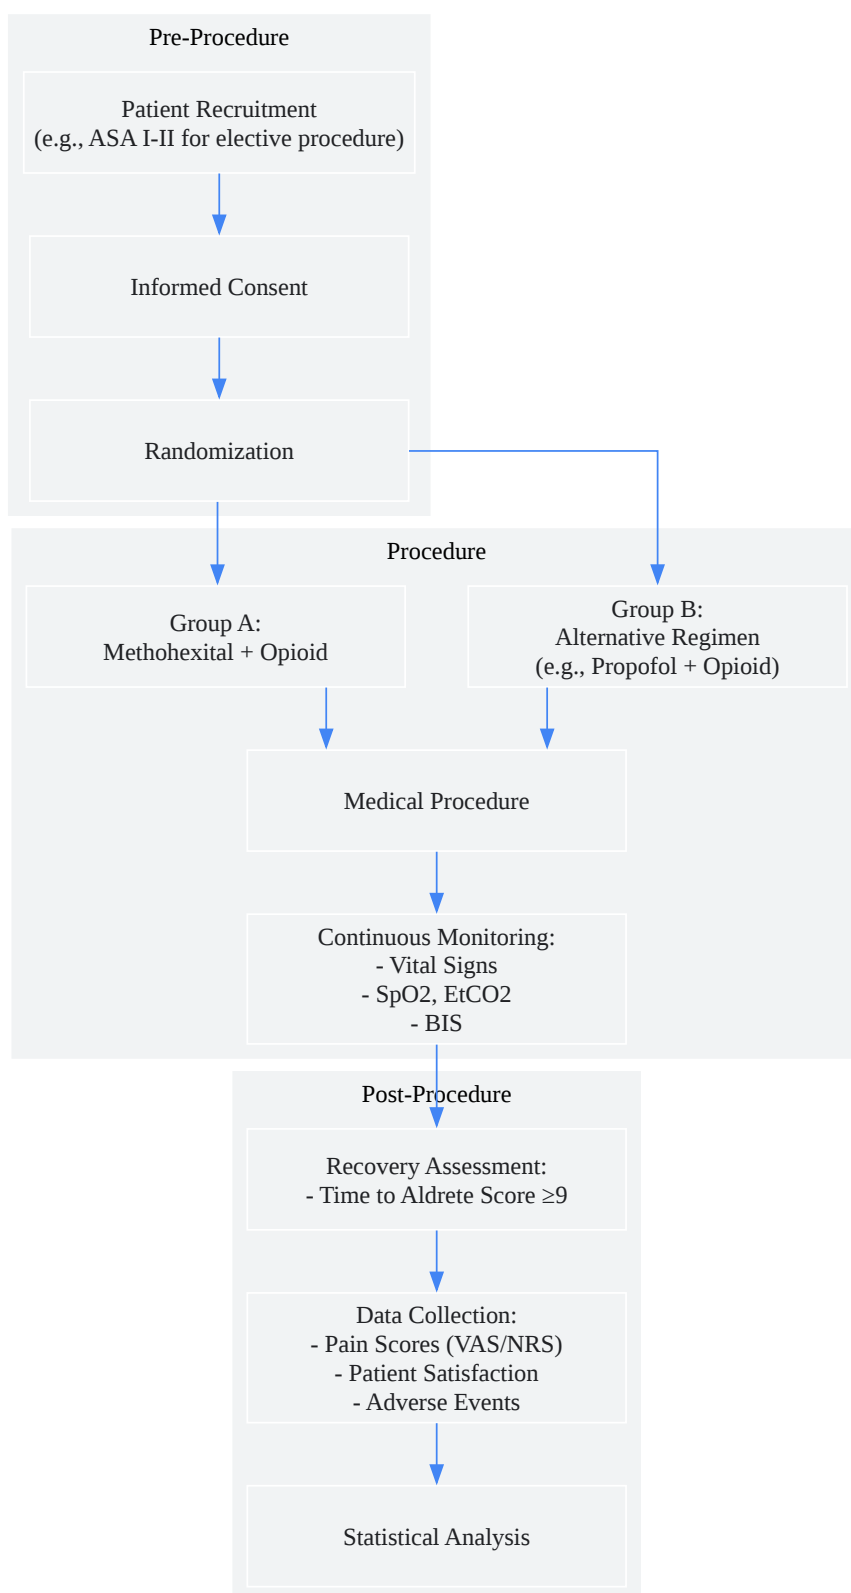 Pre-Procedure
Patient Recruitment
(e.g., ASA I-II for elective procedure)
Informed Consent
Randomization
Procedure
Group A:
Methohexital + Opioid
Group B:
Alternative Regimen
(e.g., Propofol + Opioid)
Medical Procedure
Continuous Monitoring:
- Vital Signs
- SpO2, EtCO2
- BIS
Post-Procedure
Recovery Assessment:
- Time to Aldrete Score ≥9
Data Collection:
- Pain Scores (VAS/NRS)
- Patient Satisfaction
- Adverse Events
Statistical Analysis